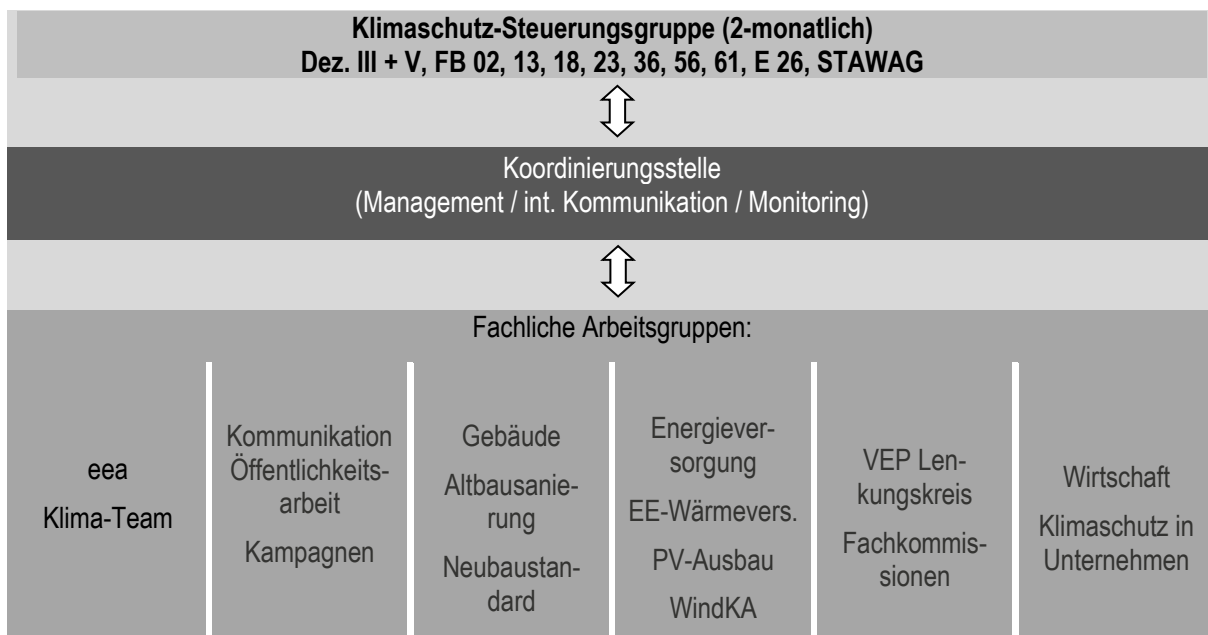 Klimaschutz-Steuerungsgruppe (2-monatlich)
Dez. III + V, FB 02, 13, 18, 23, 36, 56, 61, E 26, STAWAG
Koordinierungsstelle
(Management / int. Kommunikation / Monitoring)
Fachliche Arbeitsgruppen:
eea
Klima-Team
Kommunikation
Öffentlichkeits-
arbeit
Kampagnen
Gebäude
Altbausanie-
rung
Neubaustan-
dard
Energiever-
sorgung
EE-Wärmevers.
PV-Ausbau
WindKA
VEP Len-
kungskreis
Fachkommis-
sionen
Wirtschaft
Klimaschutz in
Unternehmen